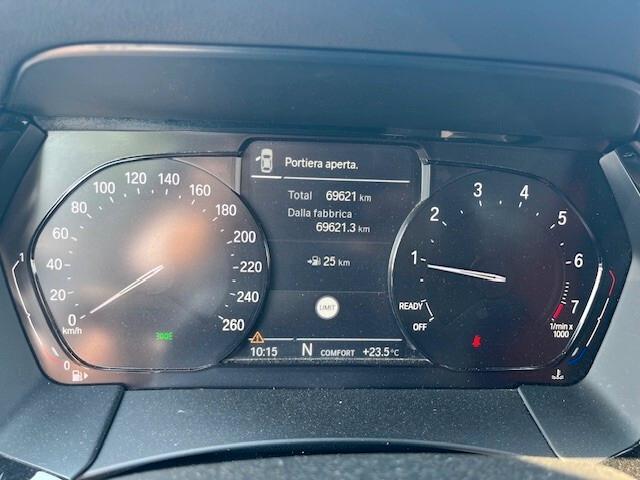 Portiera aperta.
Total 69621 km
Dalla fabbrica
69621.3 km
25 km
LIMIT
10:15 N COMFORT +23.5°C
0 20 40 60 80 100 120 140 160 180 200 220 240 260
km/h
1 2 3 4 5 6 7
READY
OFF
1/min x
1000
1
0